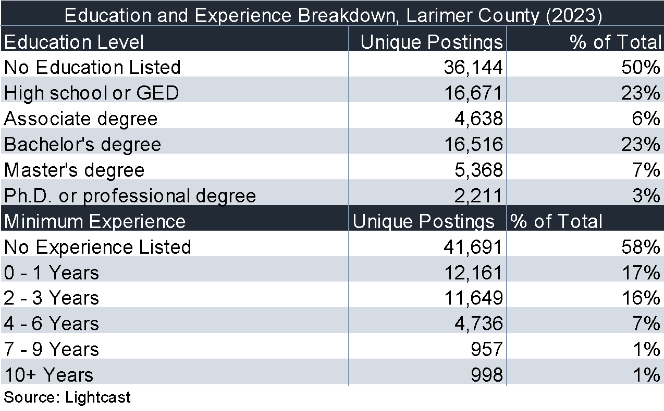 Education and Experience Breakdown, Larimer County (2023)
Education Level Unique Postings % of Total
No Education Listed 36,144 50%
High school or GED 16,671 23%
Associate degree 4,638 6%
Bachelor's degree 16,516 23%
Master's degree 5,368 7%
Ph.D. or professional degree 2,211 3%
Minimum Experience Unique Postings % of Total
No Experience Listed 41,691 58%
0 - 1 Years 12,161 17%
2 - 3 Years 11,649 16%
4 - 6 Years 4,736 7%
7 - 9 Years 957 1%
10+ Years 998 1%
Source: Lightcast